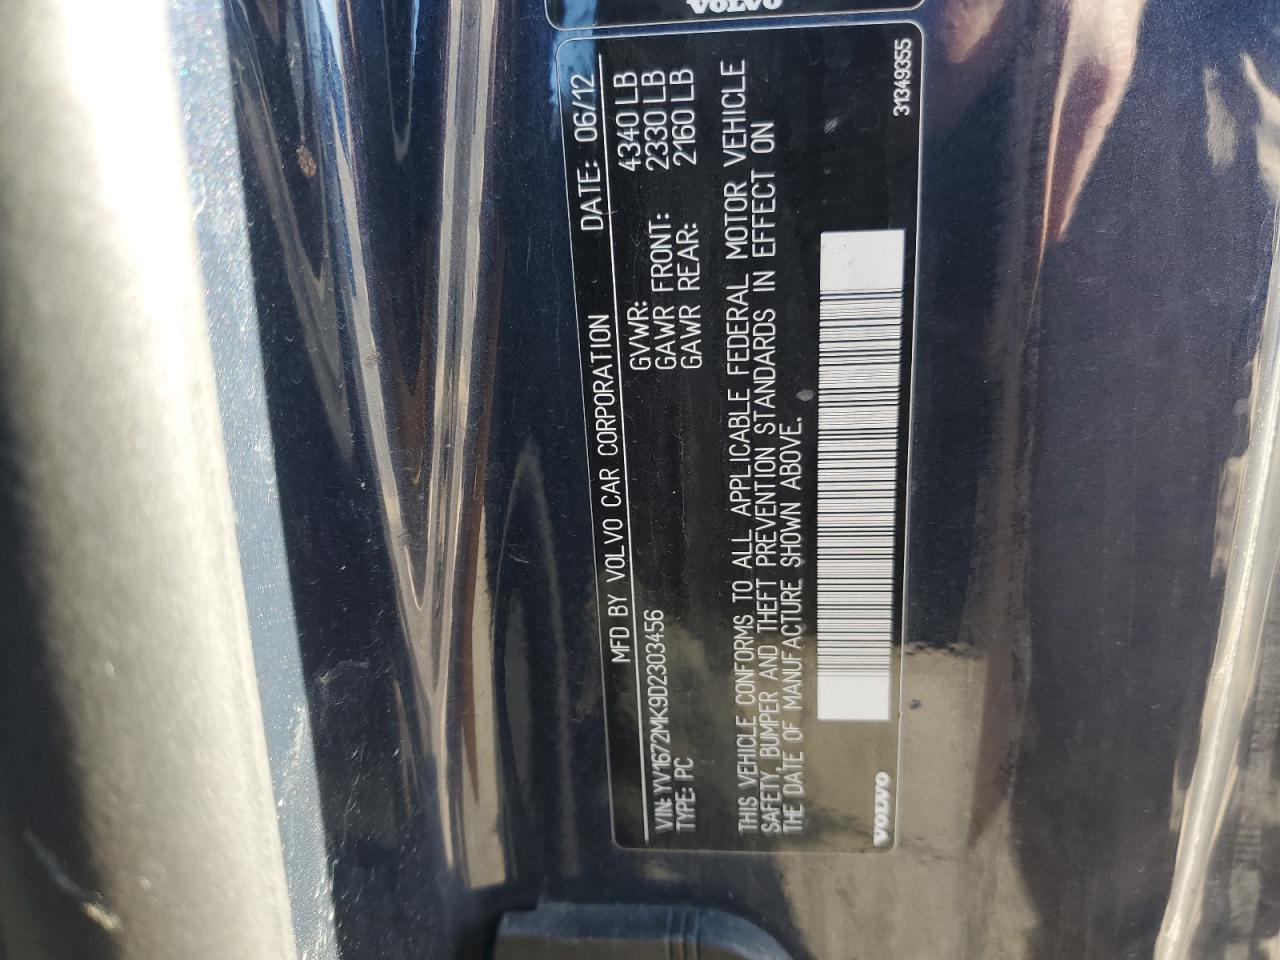 VOLVO
MFD BY VOLVO CAR CORPORATION DATE: 06/12
GVWR: 4340 LB
VIN: YV1672MK9D2303456 GAWR FRONT: 2330 LB
TYPE: PC GAWR REAR: 2160 LB
THIS VEHICLE CONFORMS TO ALL APPLICABLE FEDERAL MOTOR VEHICLE
SAFETY, BUMPER AND THEFT PREVENTION STANDARDS IN EFFECT ON
THE DATE OF MANUFACTURE SHOWN ABOVE.
VOLVO 31349355